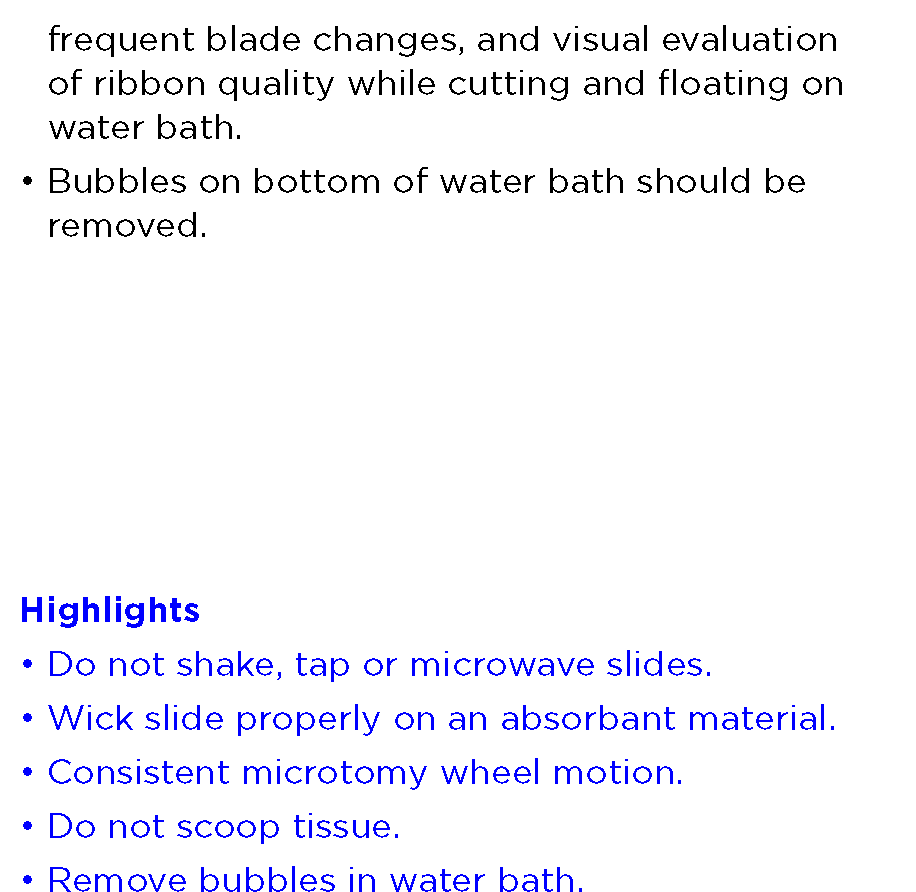 frequent blade changes, and visual evaluation
of ribbon quality while cutting and floating on
water bath.
• Bubbles on bottom of water bath should be
removed.
Highlights
• Do not shake, tap or microwave slides.
• Wick slide properly on an absorbant material.
• Consistent microtomy wheel motion.
• Do not scoop tissue.
• Remove bubbles in water bath.